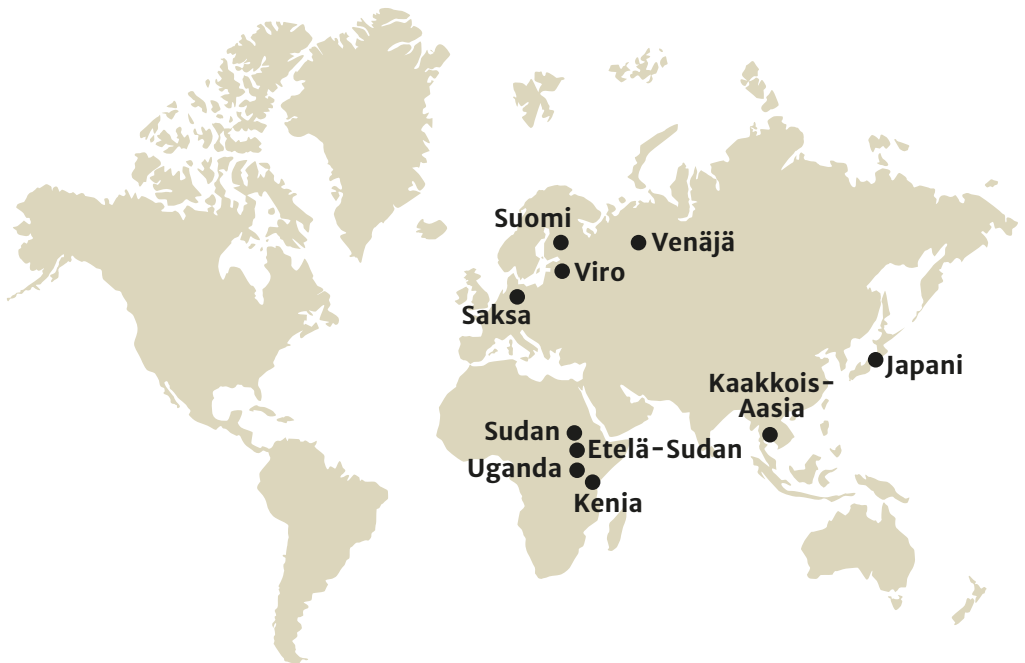 Suomi
Venäjä
Viro
Saksa
Japani
Kaakkois-
Aasia
Sudan
Etelä-Sudan
Uganda
Kenia